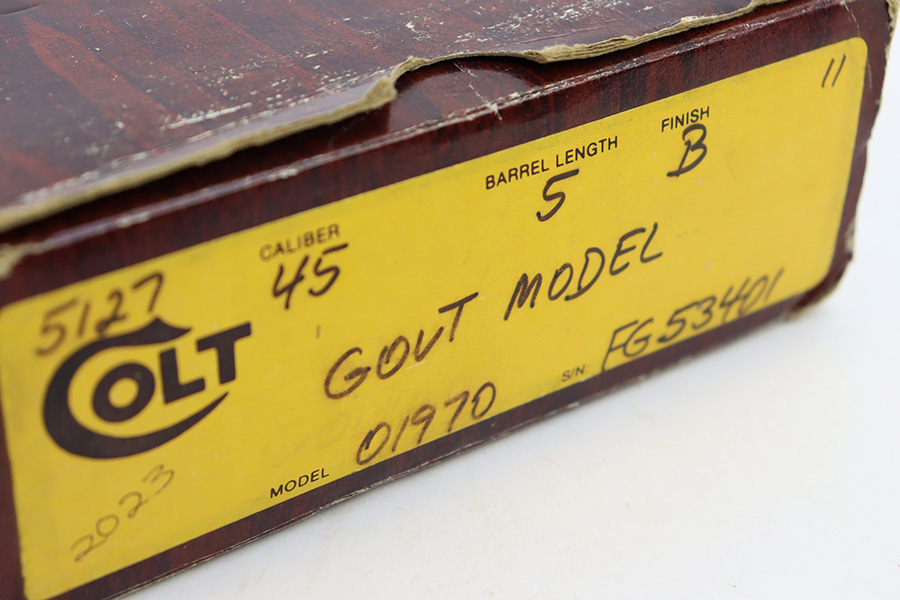 11
FINISH
B
BARREL LENGTH
5
CALIBER
45
5127
COLT
GOVT MODEL
S/N: FG53401
MODEL 01970
2023